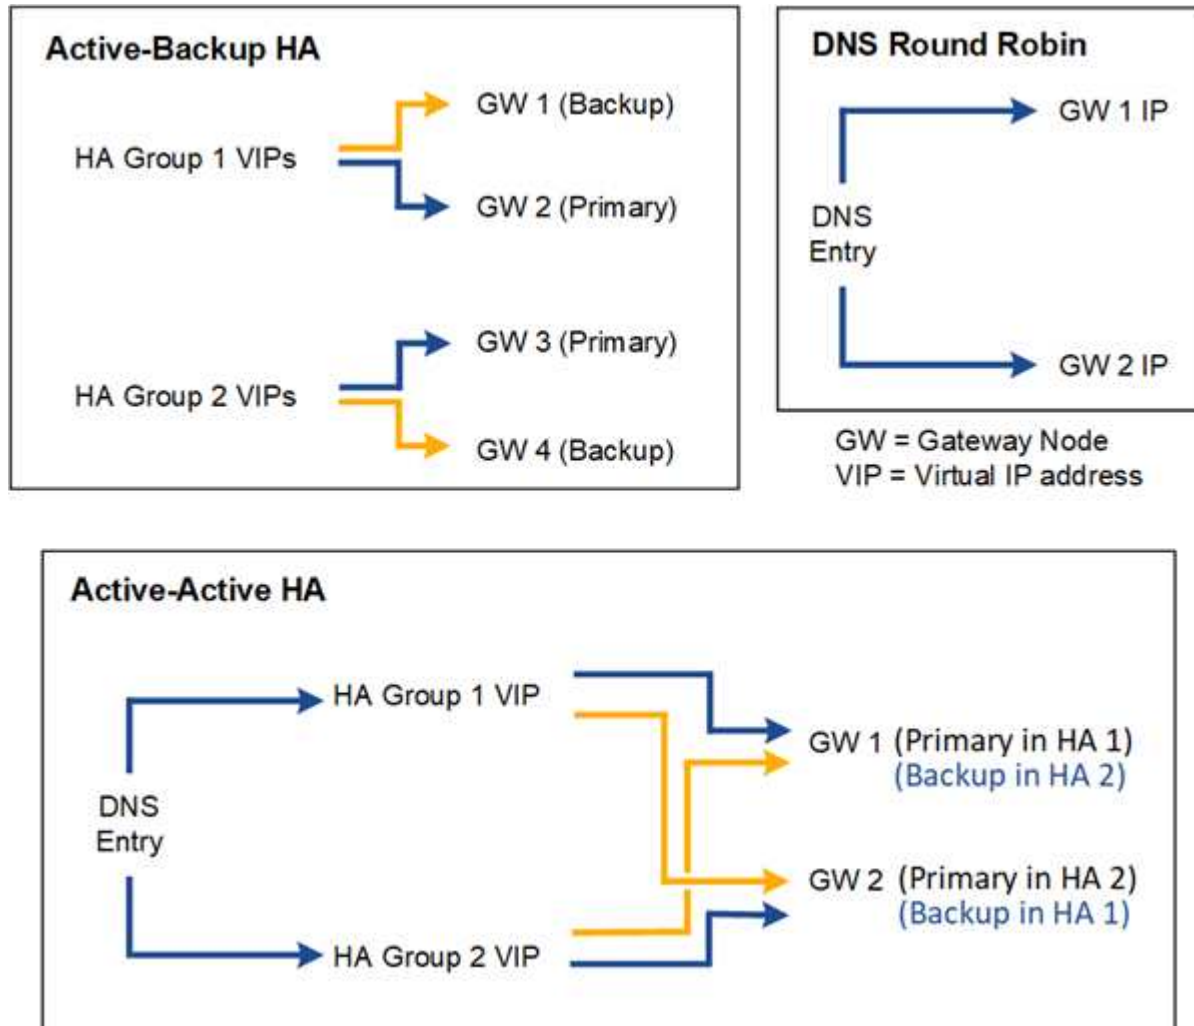 Active-Backup HA
HA Group 1 VIPs
GW 1 (Backup)
GW 2 (Primary)
HA Group 2 VIPs
GW 3 (Primary)
GW 4 (Backup)
DNS Round Robin
DNS
Entry
GW 1 IP
GW 2 IP
GW = Gateway Node
VIP = Virtual IP address
Active-Active HA
DNS
Entry
HA Group 1 VIP
HA Group 2 VIP
GW 1 (Primary in HA 1)
(Backup in HA 2)
GW 2 (Primary in HA 2)
(Backup in HA 1)